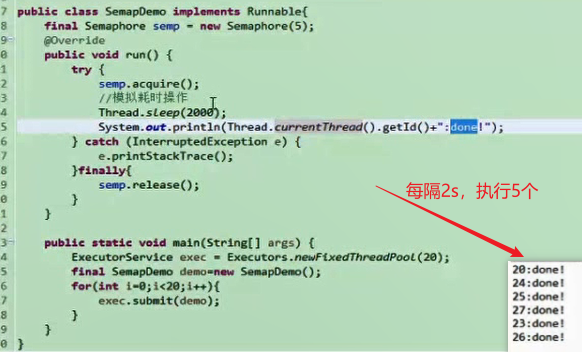 7 public class SemapDemo implements Runnable{
8 final Semaphore semp = new Semaphore(5);
9 @Override
0 public void run() {
1 try {
2 semp.acquire();
3 //模拟耗时操作
4 Thread.sleep(2000);
5 System.out.println(Thread.currentThread().getId()+":done!");
6 } catch (InterruptedException e) {
7 e.printStackTrace();
8 }finally{
9 semp.release();
0 }
1 }
2
3 public static void main(String[] args) {
4 ExecutorService exec = Executors.newFixedThreadPool(20);
5 final SemapDemo demo=new SemapDemo();
6 for(int i=0;i<20;i++){
7 exec.submit(demo);
8 }
9 }
0 }
每隔2s，执行5个
20:done!
24:done!
25:done!
27:done!
23:done!
26:done!